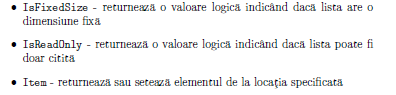 • IsFixedSize - returnează o valoare logică indicând dacă lista are o
dimensiune fixă
• IsReadOnly - returnează o valoare logică indicând dacă lista poate fi
doar citită
• Item - returnează sau setează elementul de la locația specificată